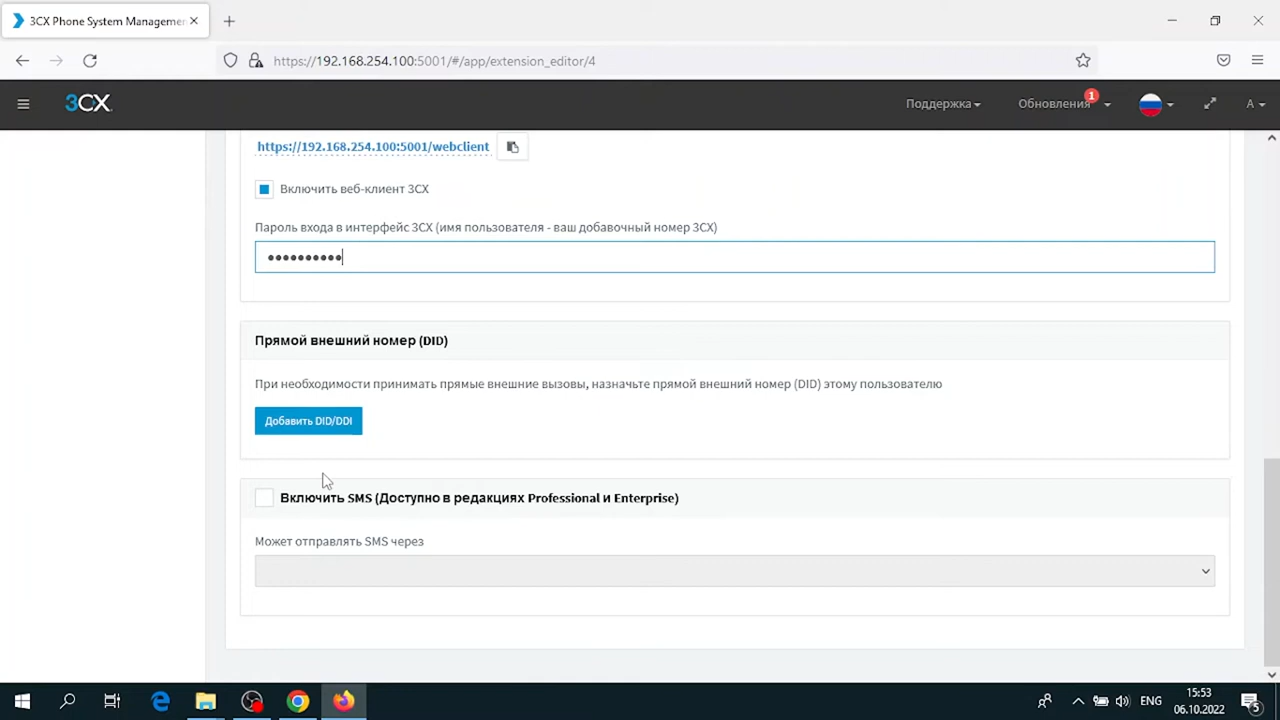 3CX Phone System Managemen
https://192.168.254.100:5001/#/app/extension_editor/4
3CX
Поддержка
Обновления
1
A
https://192.168.254.100:5001/webclient
Включить веб-клиент 3CX
Пароль входа в интерфейс 3CX (имя пользователя - ваш добавочный номер 3CX)
••••••••••
Прямой внешний номер (DID)
При необходимости принимать прямые внешние вызовы, назначьте прямой внешний номер (DID) этому пользователю
Добавить DID/DDI
Включить SMS (Доступно в редакциях Professional и Enterprise)
Может отправлять SMS через
ENG
15:53
06.10.2022
5